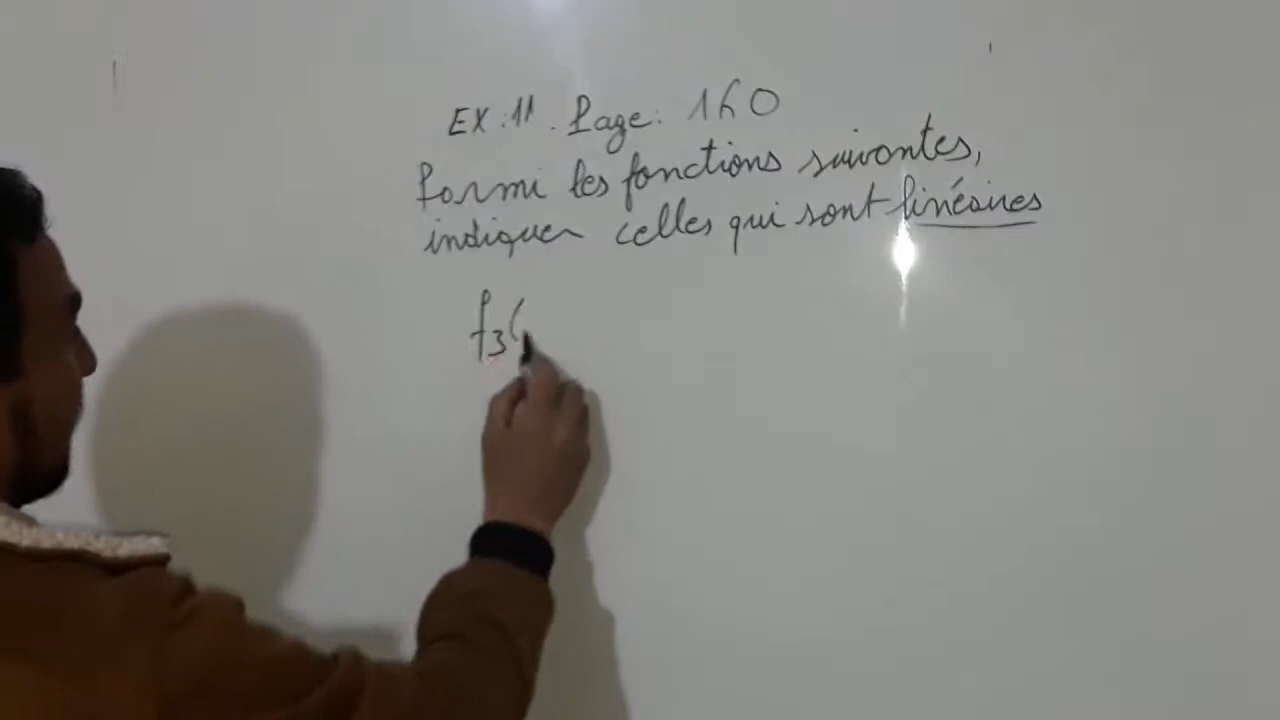 EX : 11 . Page : 160
Parmi les fonctions suivantes,
indiquer celles qui sont linéaires
f3(